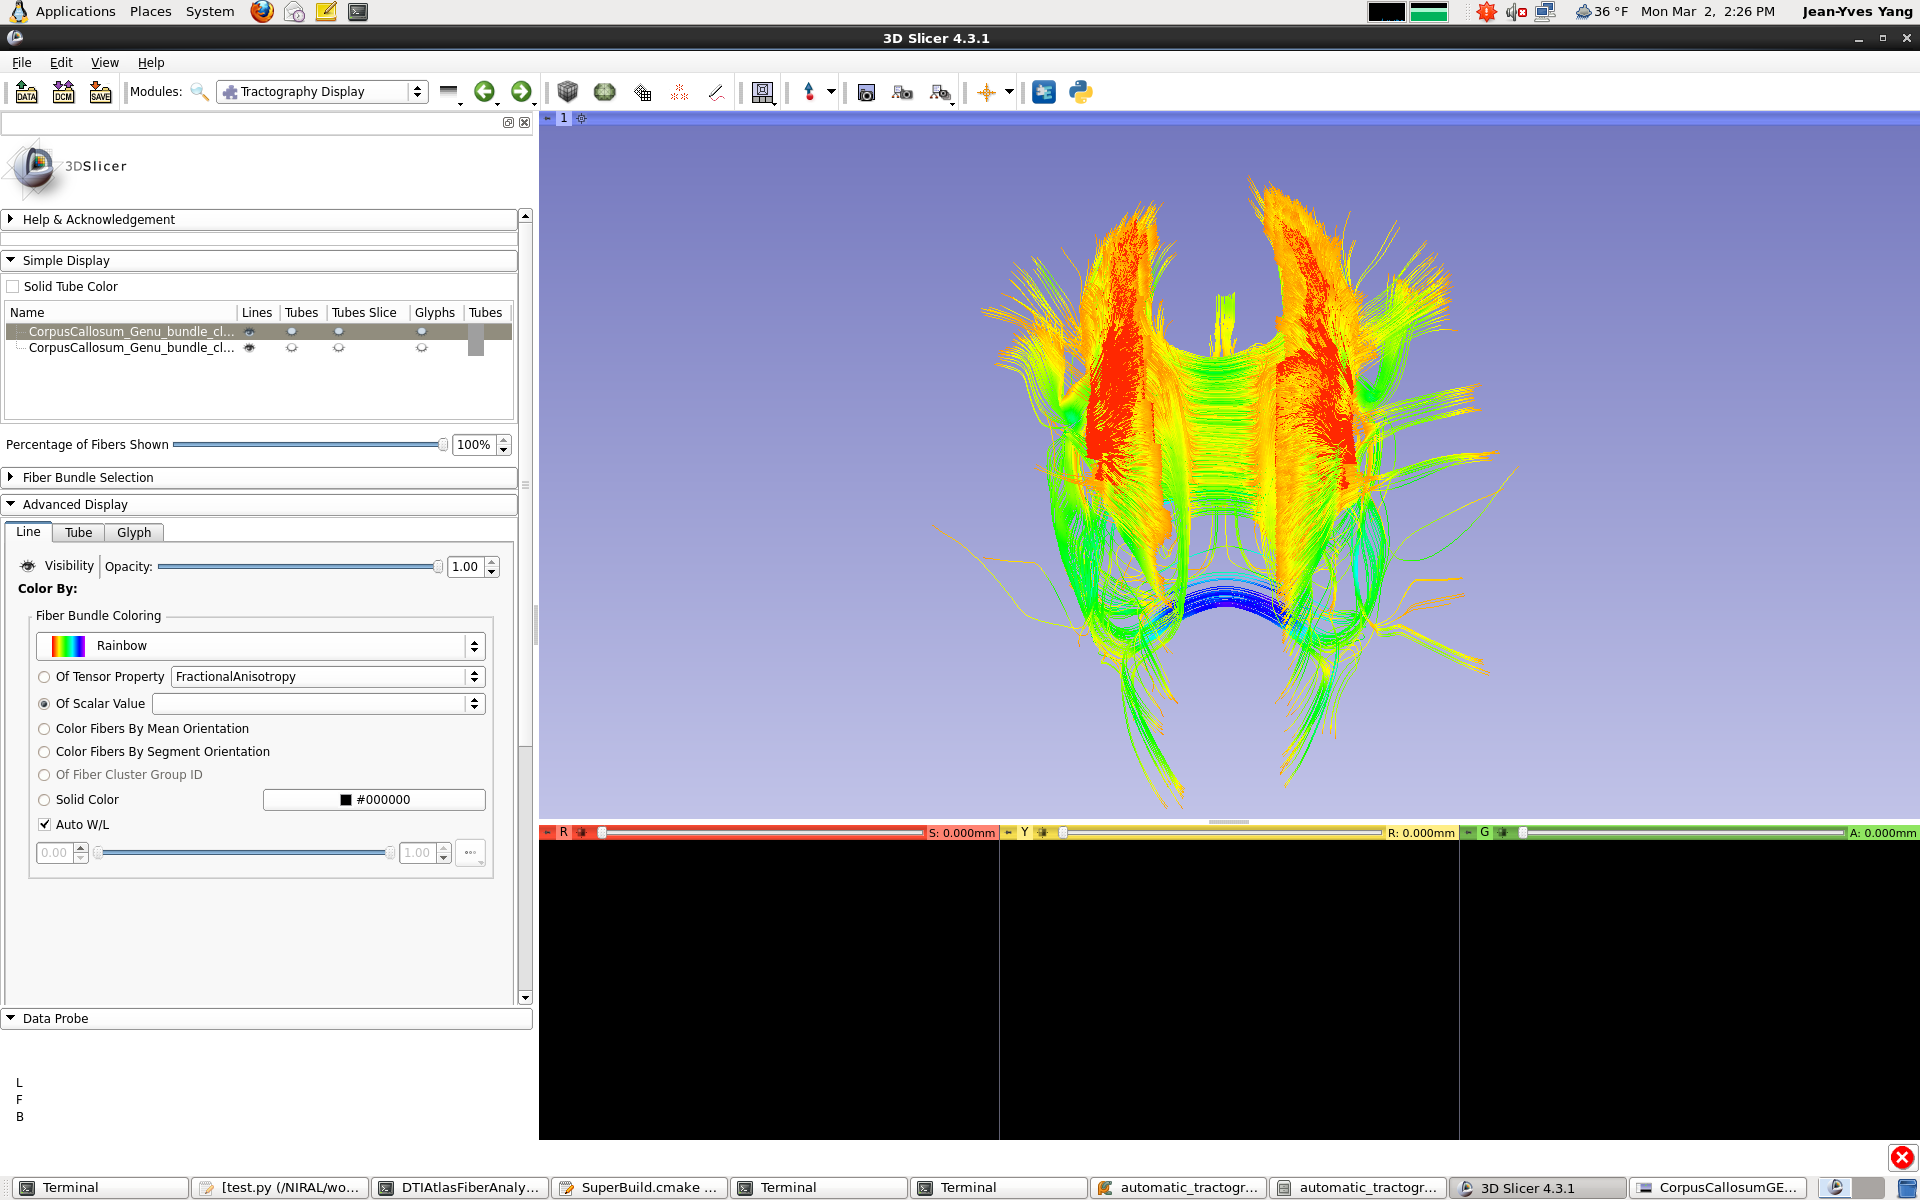 Applications Places System 36 °F Mon Mar 2, 2:26 PM Jean-Yves Yang
3D Slicer 4.3.1
File Edit View Help
DATA DCM SAVE Modules: Tractography Display
1
3DSlicer
Help & Acknowledgement
Simple Display
Solid Tube Color
Name Lines Tubes Tubes Slice Glyphs Tubes
CorpusCallosum_Genu_bundle_cl...
CorpusCallosum_Genu_bundle_cl...
Percentage of Fibers Shown 100%
Fiber Bundle Selection
Advanced Display
Line Tube Glyph
Visibility Opacity: 1.00
Color By:
Fiber Bundle Coloring
Rainbow
Of Tensor Property FractionalAnisotropy
Of Scalar Value
Color Fibers By Mean Orientation
Color Fibers By Segment Orientation
Of Fiber Cluster Group ID
Solid Color #000000
Auto W/L
0.00 1.00 ...
R S: 0.000mm Y R: 0.000mm G A: 0.000mm
Data Probe
L
F
B
Terminal [test.py (/NIRAL/wo... DTIAtlasFiberAnaly... SuperBuild.cmake ... Terminal Terminal automatic_tractogr... automatic_tractogr... 3D Slicer 4.3.1 CorpusCallosumGE...